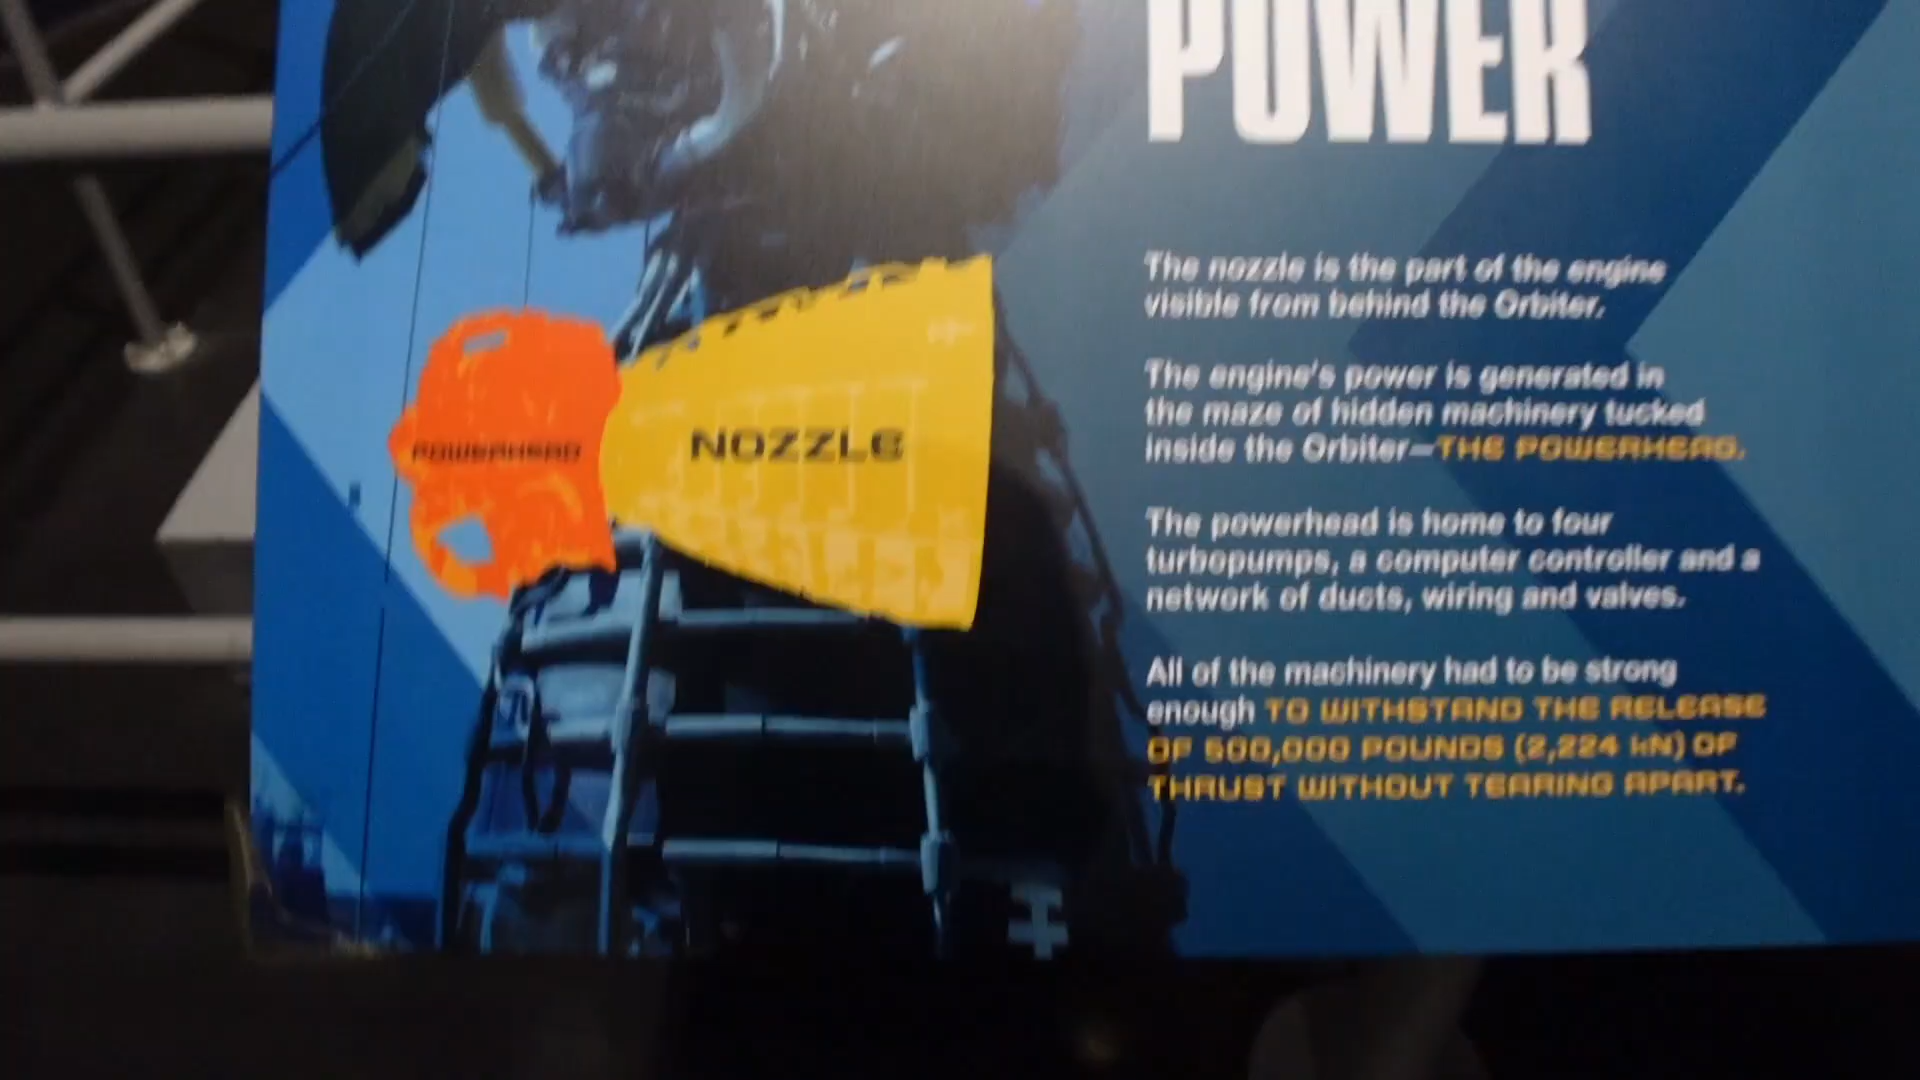 POWER
The nozzle is the part of the engine
visible from behind the Orbiter.
The engine's power is generated in
the maze of hidden machinery tucked
inside the Orbiter—THE POWERHEAD.
The powerhead is home to four
turbopumps, a computer controller and a
network of ducts, wiring and valves.
All of the machinery had to be strong
enough TO WITHSTAND THE RELEASE
OF 500,000 POUNDS (2,224 kN) OF
THRUST WITHOUT TEARING APART.
POWERHEAD
NOZZLE